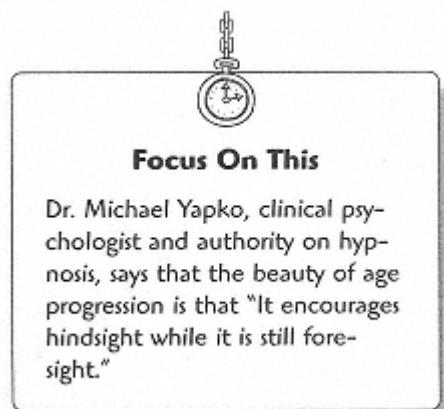 Focus On This
Dr. Michael Yapko, clinical psy-
chologist and authority on hyp-
nosis, says that the beauty of age
progression is that "It encourages
hindsight while it is still fore-
sight."